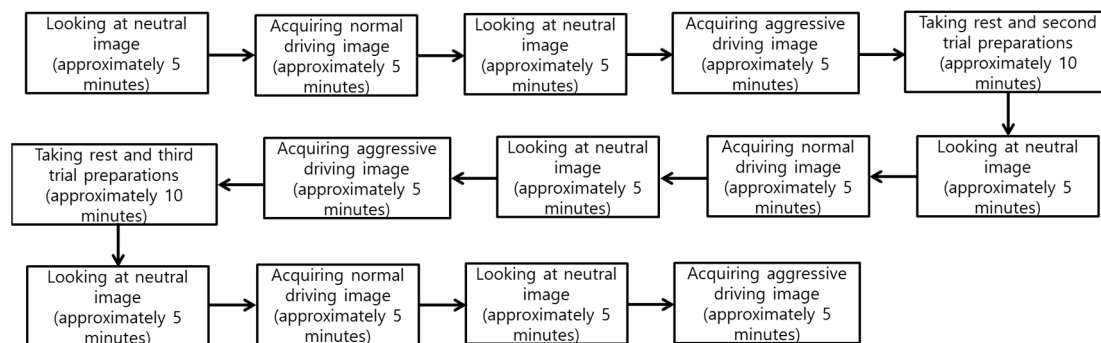 Looking at neutral
image
(approximately 5
minutes)
Acquiring normal
driving image
(approximately 5
minutes)
Looking at neutral
image
(approximately 5
minutes)
Acquiring aggressive
driving image
(approximately 5
minutes)
Taking rest and second
trial preparations
(approximately 10
minutes)
Looking at neutral
image
(approximately 5
minutes)
Acquiring normal
driving image
(approximately 5
minutes)
Looking at neutral
image
(approximately 5
minutes)
Acquiring aggressive
driving image
(approximately 5
minutes)
Taking rest and third
trial preparations
(approximately 10
minutes)
Looking at neutral
image
(approximately 5
minutes)
Acquiring normal
driving image
(approximately 5
minutes)
Looking at neutral
image
(approximately 5
minutes)
Acquiring aggressive
driving image
(approximately 5
minutes)